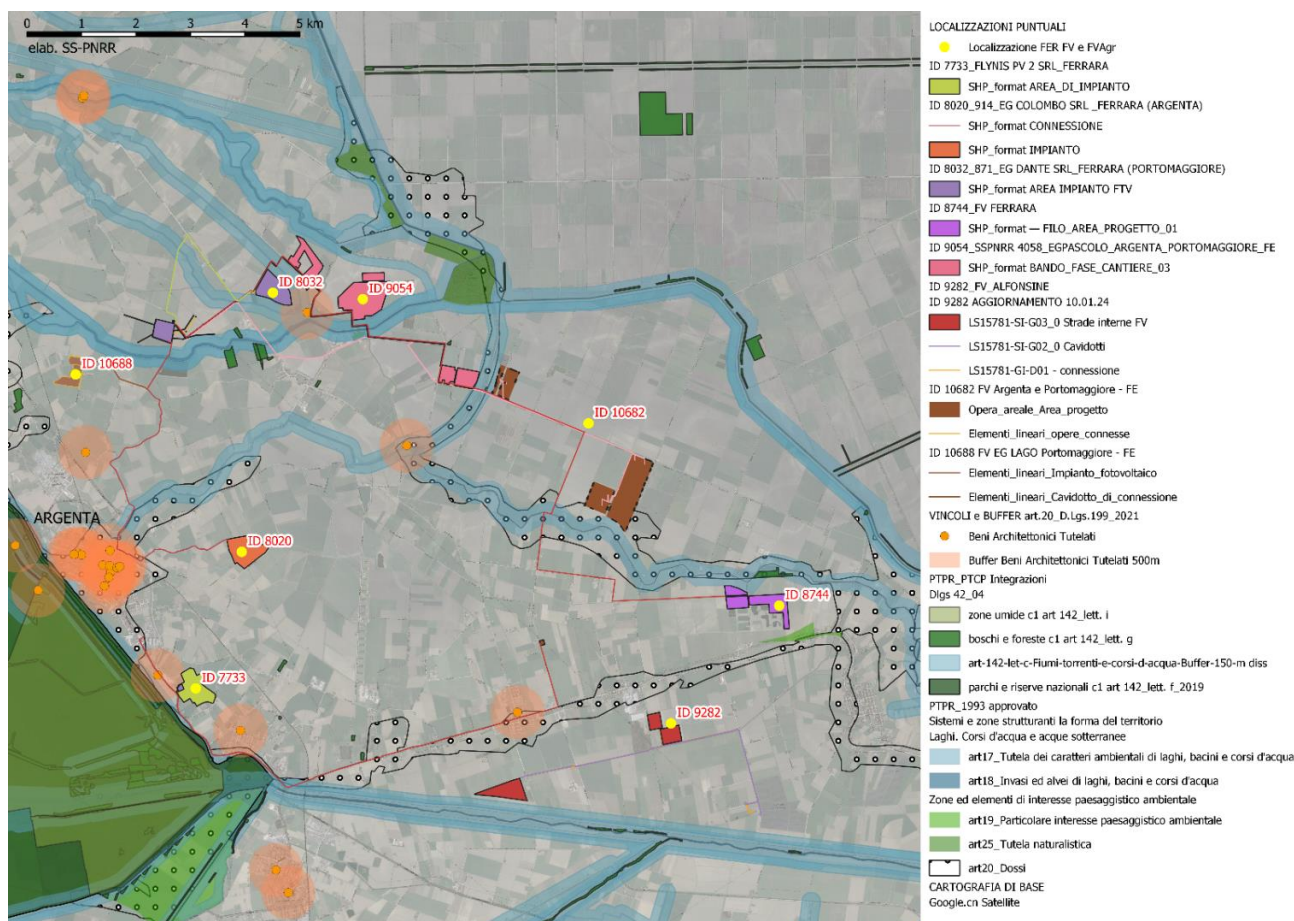 0 1 2 3 4 5 km
elab. SS-PNRR
ID 8032
ID 9054
ID 10688
ID 10682
ARGENTA
ID 8020
ID 8744
ID 7733
ID 9282
LOCALIZZAZIONI PUNTUALI
Localizzazione FER FV e FVAgr
ID 7733_FLYNIS PV 2 SRL_FERRARA
SHP_format AREA_DI_IMPIANTO
ID 8020_914_EG COLOMBO SRL _FERRARA (ARGENTA)
SHP_format CONNESSIONE
SHP_format IMPIANTO
ID 8032_871_EG DANTE SRL_FERRARA (PORTOMAGGIORE)
SHP_format AREA IMPIANTO FTV
ID 8744_FV FERRARA
SHP_format — FILO_AREA_PROGETTO_01
ID 9054_SSPNRR 4058_EGPASCOLO_ARGENTA_PORTOMAGGIORE_FE
SHP_format BANDO_FASE_CANTIERE_03
ID 9282_FV_ALFONSINE
ID 9282 AGGIORNAMENTO 10.01.24
LS15781-SI-G03_0 Strade interne FV
LS15781-SI-G02_0 Cavidotti
LS15781-GI-D01 - connessione
ID 10682 FV Argenta e Portomaggiore - FE
Opera_areale_Area_progetto
Elementi_lineari_opere_connesse
ID 10688 FV EG LAGO Portomaggiore - FE
Elementi_lineari_Impianto_fotovoltaico
Elementi_lineari_Cavidotto_di_connessione
VINCOLI e BUFFER art.20_D.Lgs.199_2021
Beni Architettonici Tutelati
Buffer Beni Architettonici Tutelati 500m
PTPR_PTCP Integrazioni
Dlgs 42_04
zone umide c1 art 142_lett. i
boschi e foreste c1 art 142_lett. g
art-142-let-c-Fiumi-torrenti-e-corsi-d-acqua-Buffer-150-m diss
parchi e riserve nazionali c1 art 142_lett. f_2019
PTPR_1993 approvato
Sistemi e zone strutturanti la forma del territorio
Laghi. Corsi d'acqua e acque sotterranee
art17_Tutela dei caratteri ambientali di laghi, bacini e corsi d'acqua
art18_Invasi ed alvei di laghi, bacini e corsi d'acqua
Zone ed elementi di interesse paesaggistico ambientale
art19_Particolare interesse paesaggistico ambientale
art25_Tutela naturalistica
art20_Dossi
CARTOGRAFIA DI BASE
Google.cn Satellite